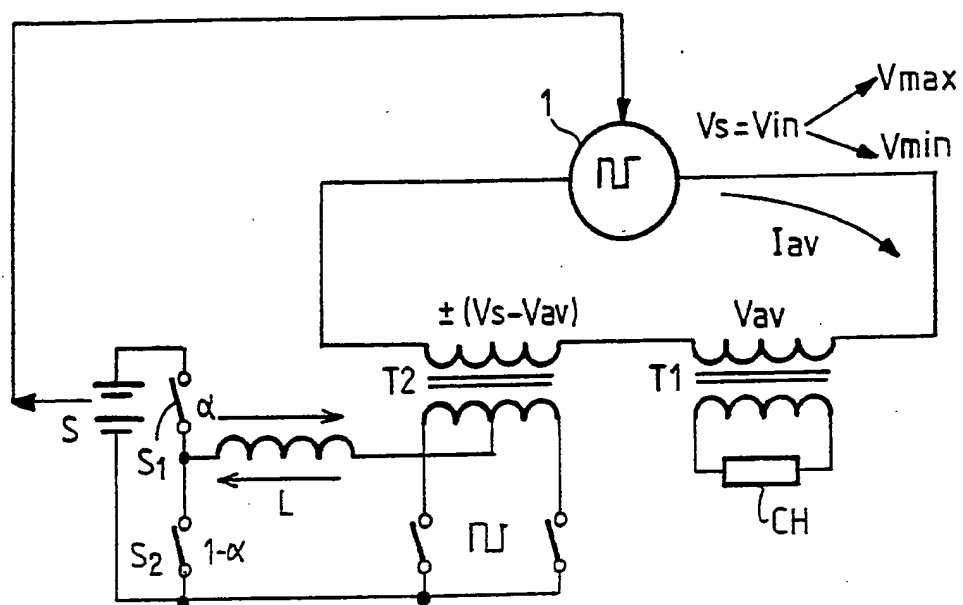 1
Vs=Vin
Vmax
Vmin
Iav
±(Vs-Vav)
Vav
T2
T1
S
S1
α
L
S2
1-α
CH